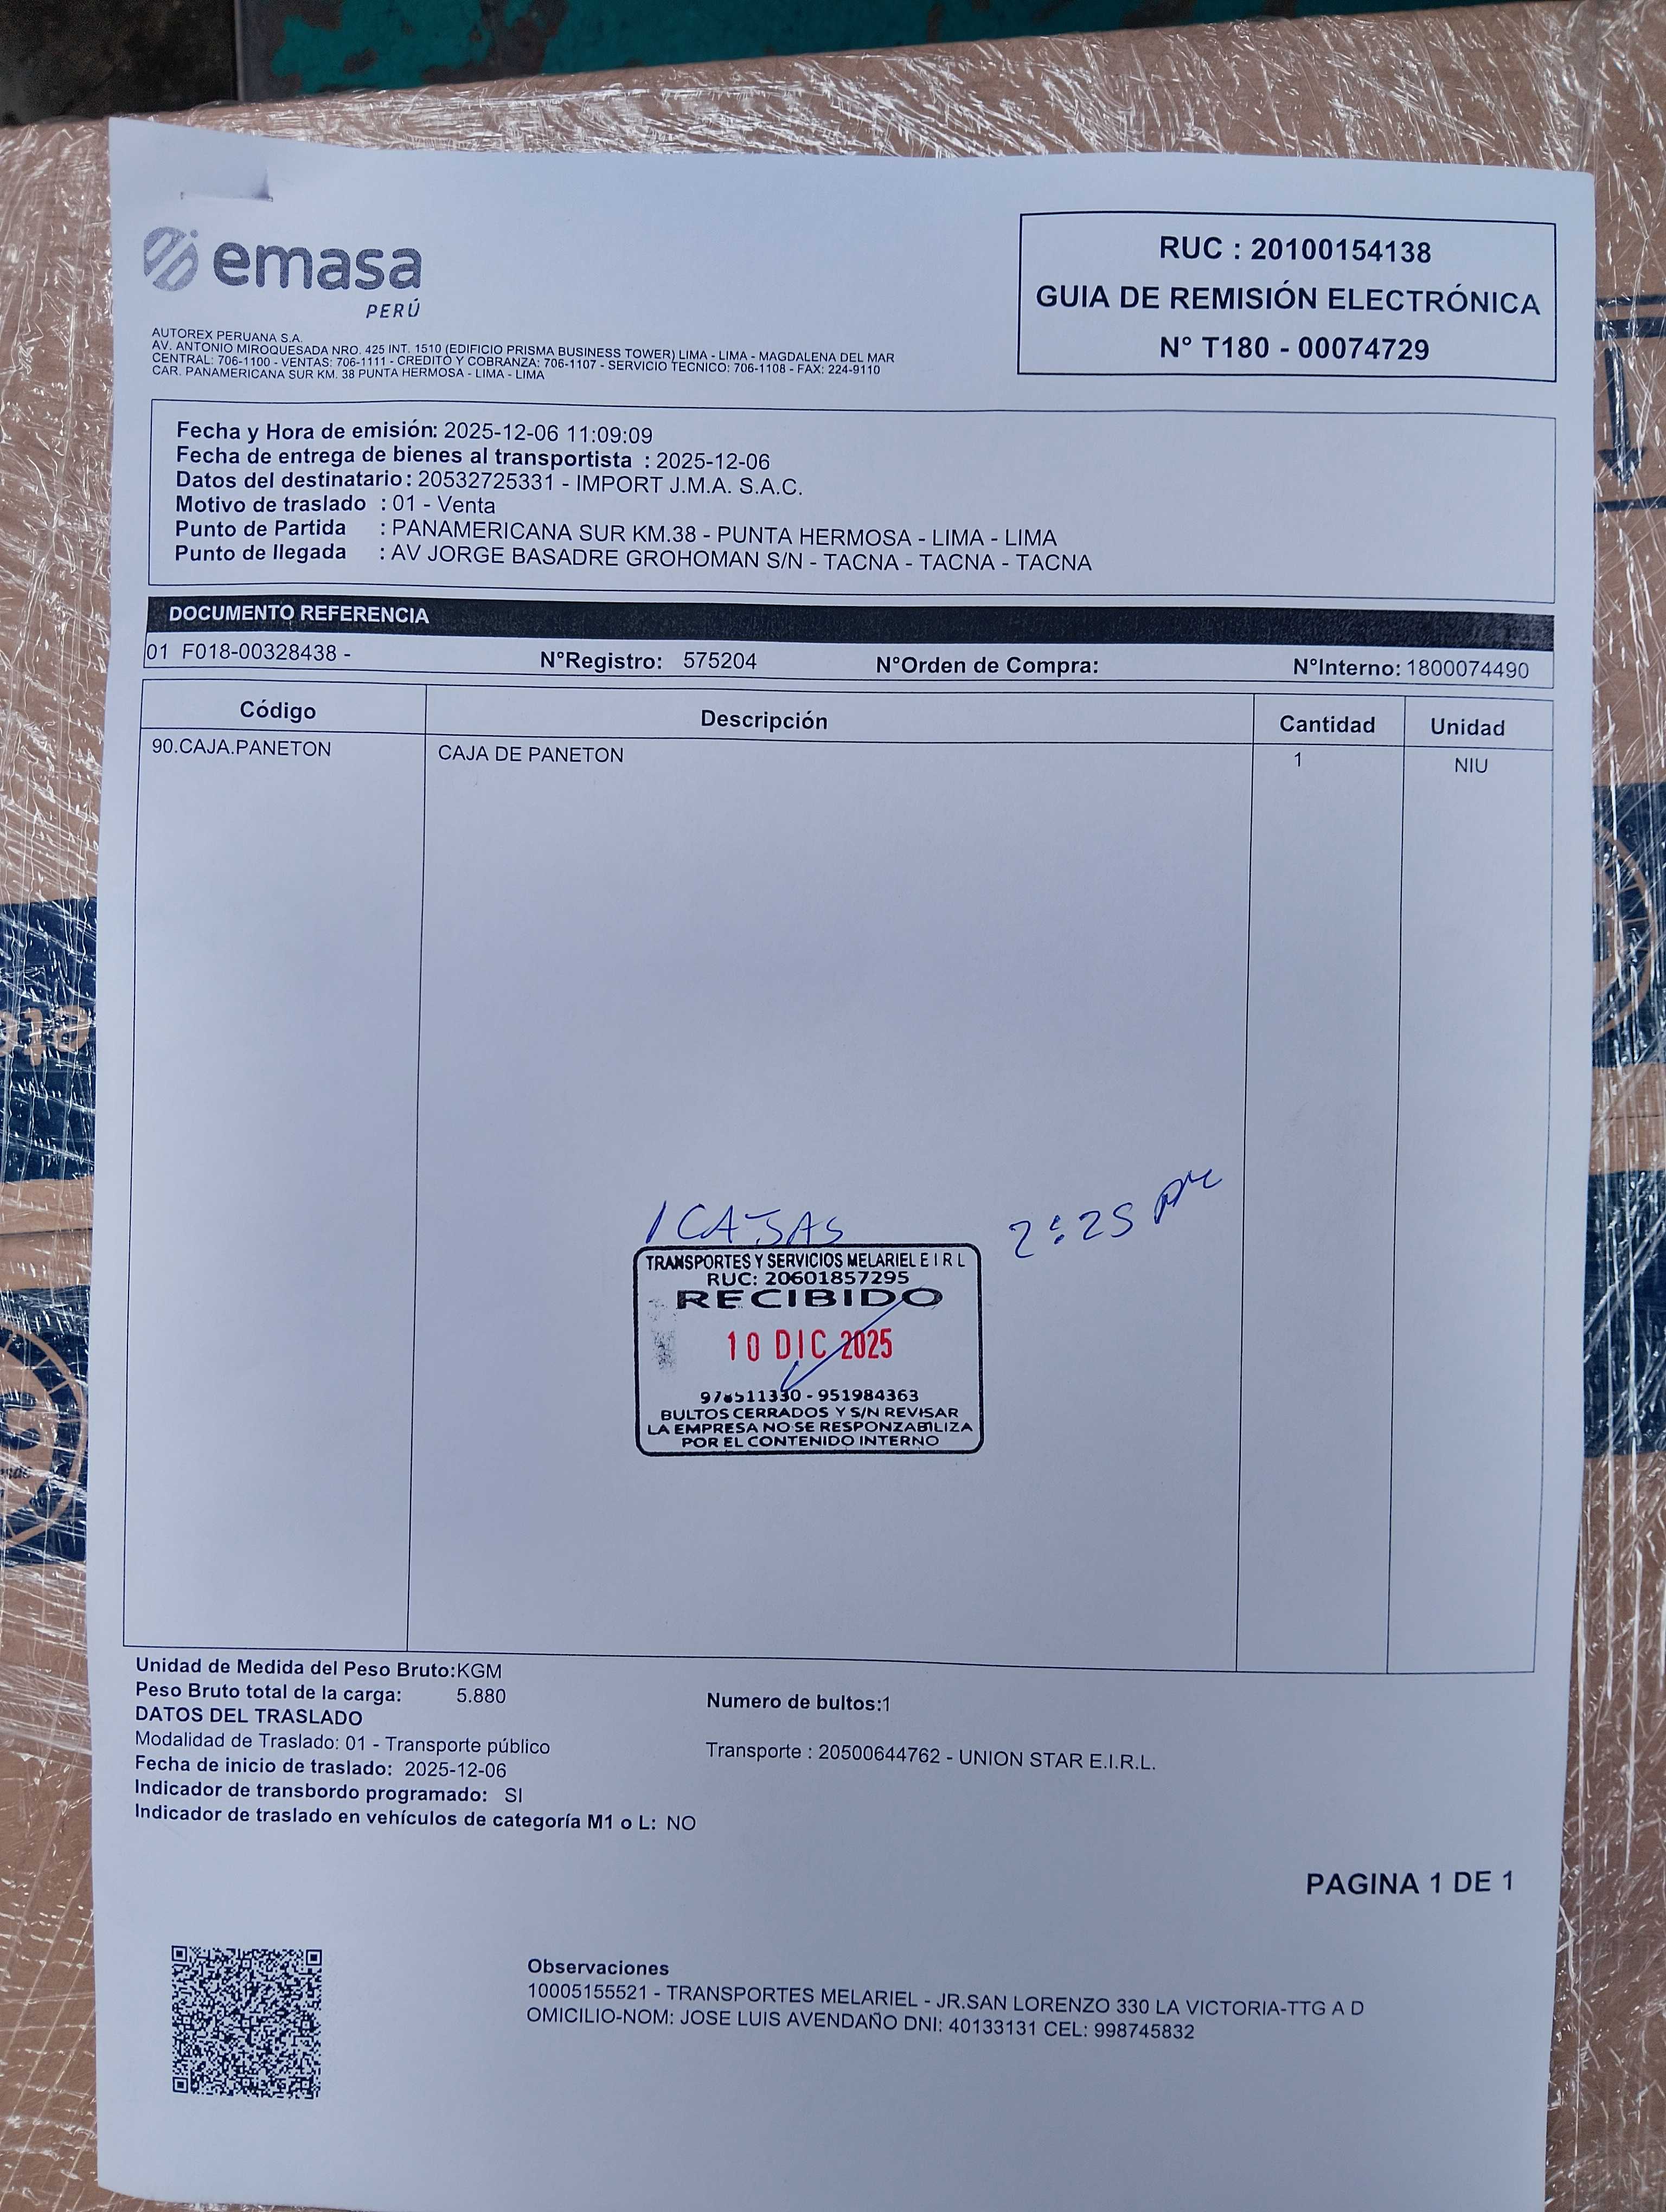 emasa
PERÚ
AUTOREX PERUANA S.A.
AV. ANTONIO MIROQUESADA NRO. 425 INT. 1510 (EDIFICIO PRISMA BUSINESS TOWER) LIMA - LIMA - MAGDALENA DEL MAR
CENTRAL: 706-1100 - VENTAS: 706-1111 - CREDITO Y COBRANZA: 706-1107 - SERVICIO TECNICO: 706-1108 - FAX: 224-9110
CAR. PANAMERICANA SUR KM. 38 PUNTA HERMOSA - LIMA - LIMA
RUC : 20100154138
GUIA DE REMISIÓN ELECTRÓNICA
N° T180 - 00074729
Fecha y Hora de emisión: 2025-12-06 11:09:09
Fecha de entrega de bienes al transportista : 2025-12-06
Datos del destinatario: 20532725331 - IMPORT J.M.A. S.A.C.
Motivo de traslado : 01 - Venta
Punto de Partida : PANAMERICANA SUR KM.38 - PUNTA HERMOSA - LIMA - LIMA
Punto de llegada : AV JORGE BASADRE GROHOMAN S/N - TACNA - TACNA - TACNA
DOCUMENTO REFERENCIA
01 F018-00328438 - N°Registro: 575204 N°Orden de Compra: N°Interno: 1800074490
Código Descripción Cantidad Unidad
90.CAJA.PANETON CAJA DE PANETON 1 NIU
1 CAJAS 2:25 pm
TRANSPORTES Y SERVICIOS MELARIEL E I R L
RUC: 20601857295
RECIBIDO
10 DIC 2025
978511330 - 951984363
BULTOS CERRADOS Y S/N REVISAR
LA EMPRESA NO SE RESPONZABILIZA
POR EL CONTENIDO INTERNO
Unidad de Medida del Peso Bruto:KGM
Peso Bruto total de la carga: 5.880 Numero de bultos:1
DATOS DEL TRASLADO
Modalidad de Traslado: 01 - Transporte público Transporte : 20500644762 - UNION STAR E.I.R.L.
Fecha de inicio de traslado: 2025-12-06
Indicador de transbordo programado: SI
Indicador de traslado en vehículos de categoría M1 o L: NO
PAGINA 1 DE 1
Observaciones
10005155521 - TRANSPORTES MELARIEL - JR.SAN LORENZO 330 LA VICTORIA-TTG A D
OMICILIO-NOM: JOSE LUIS AVENDAÑO DNI: 40133131 CEL: 998745832